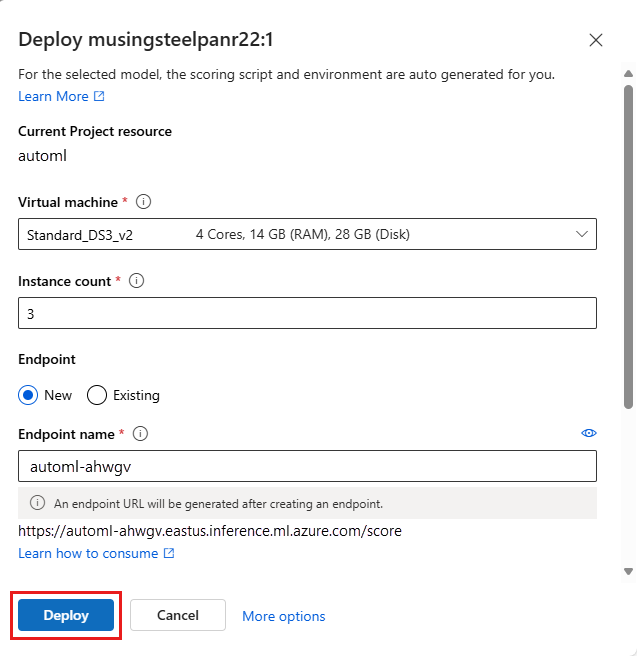 Deploy musingsteelpanr22:1
For the selected model, the scoring script and environment are auto generated for you.
Learn More
Current Project resource
automl
Virtual machine *
Standard_DS3_v2 4 Cores, 14 GB (RAM), 28 GB (Disk)
Instance count *
3
Endpoint
New Existing
Endpoint name *
automl-ahwgv
An endpoint URL will be generated after creating an endpoint.
https://automl-ahwgv.eastus.inference.ml.azure.com/score
Learn how to consume
Deploy Cancel More options